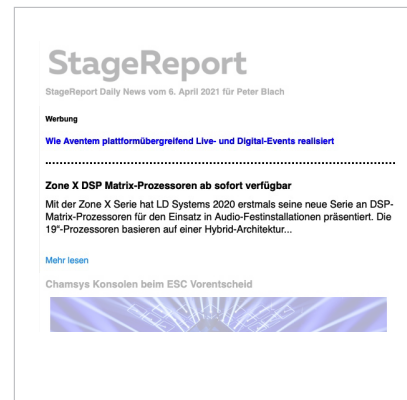 StageReport
StageReport Daily News vom 6. April 2021 für Peter Blach
Werbung
Wie Aventem plattformübergreifend Live- und Digital-Events realisiert
Zone X DSP Matrix-Prozessoren ab sofort verfügbar
Mit der Zone X Serie hat LD Systems 2020 erstmals seine neue Serie an DSP-
Matrix-Prozessoren für den Einsatz in Audio-Festinstallationen präsentiert. Die
19“-Prozessoren basieren auf einer Hybrid-Architektur...
Mehr lesen
Chamsys Konsolen beim ESC Vorentscheid